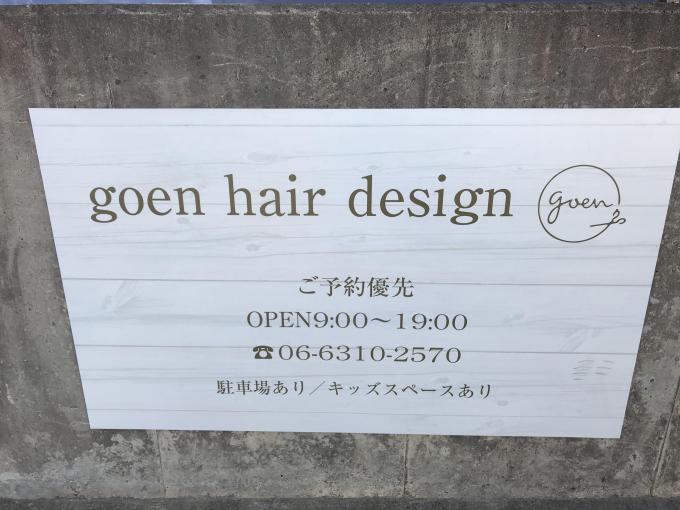 goen hair design
goen
ご予約優先
OPEN9:00～19:00
☎06-6310-2570
駐車場あり／キッズスペースあり